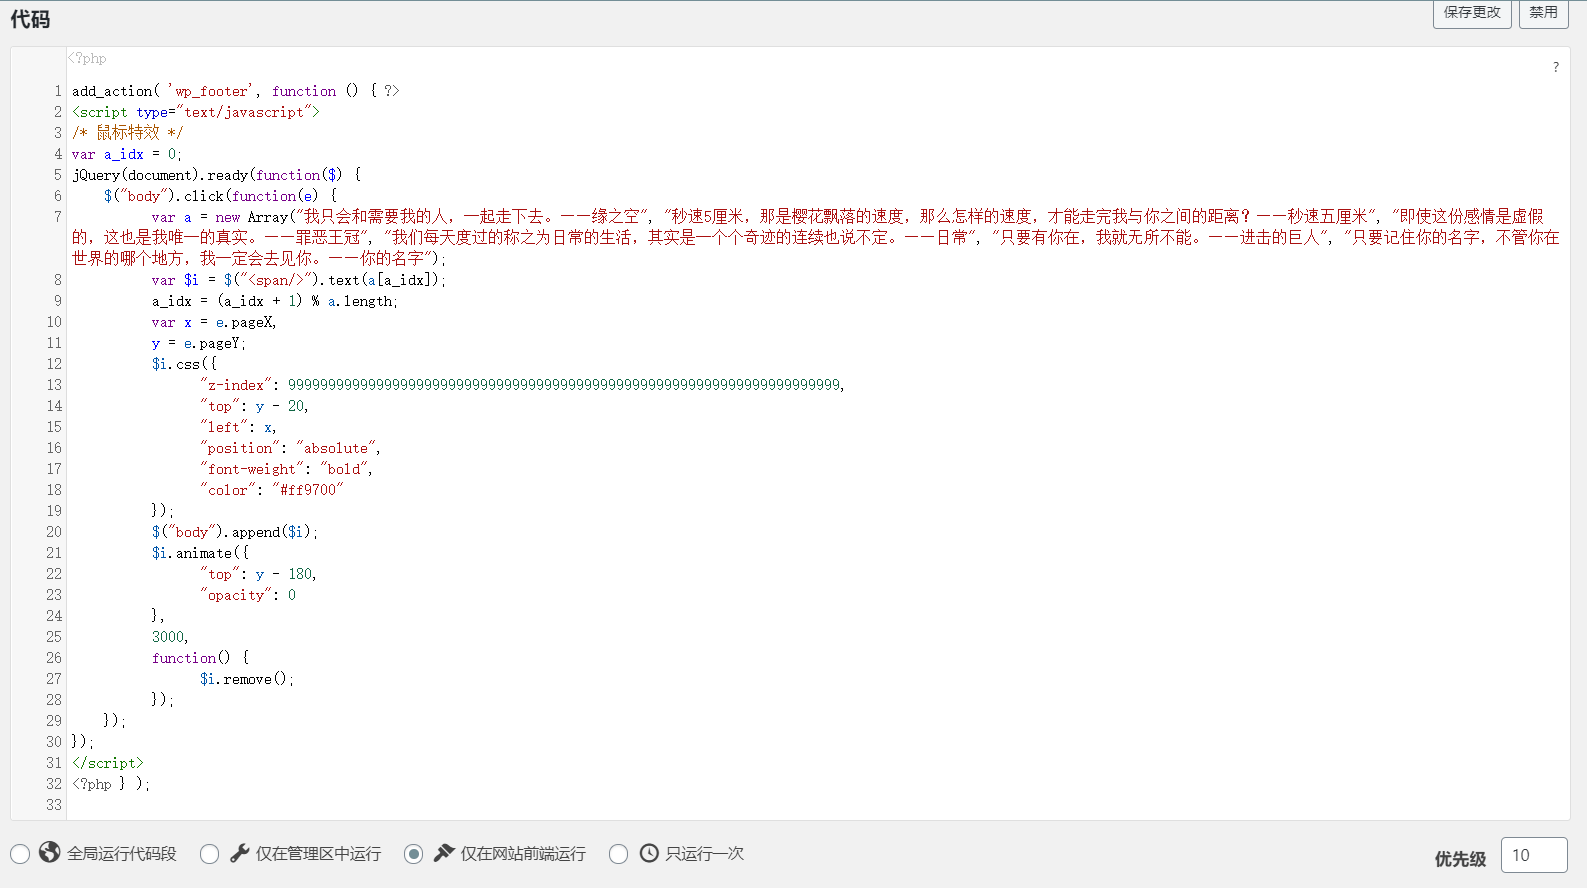 代码
保存更改 禁用
<?php
?
1 add_action( 'wp_footer', function () { ?>
2 <script type="text/javascript">
3 /* 鼠标特效 */
4 var a_idx = 0;
5 jQuery(document).ready(function($) {
6 $("body").click(function(e) {
7 var a = new Array("我只会和需要我的人，一起走下去。——缘之空", "秒速5厘米，那是樱花飘落的速度，那么怎样的速度，才能走完我与你之间的距离？——秒速五厘米", "即使这份感情是虚假
的，这也是我唯一的真实。——罪恶王冠", "我们每天度过的称之为日常的生活，其实是一个个奇迹的连续也说不定。——日常", "只要有你在，我就无所不能。——进击的巨人", "只要记住你的名字，不管你在
世界的哪个地方，我一定会去见你。——你的名字");
8 var $i = $("<span/>").text(a[a_idx]);
9 a_idx = (a_idx + 1) % a.length;
10 var x = e.pageX,
11 y = e.pageY;
12 $i.css({
13 "z-index": 999999999999999999999999999999999999999999999999999999999999999999999,
14 "top": y - 20,
15 "left": x,
16 "position": "absolute",
17 "font-weight": "bold",
18 "color": "#ff9700"
19 });
20 $("body").append($i);
21 $i.animate({
22 "top": y - 180,
23 "opacity": 0
24 },
25 3000,
26 function() {
27 $i.remove();
28 });
29 });
30 });
31 </script>
32 <?php } );
33
全局运行代码段 仅在管理区中运行 仅在网站前端运行 只运行一次 优先级 10